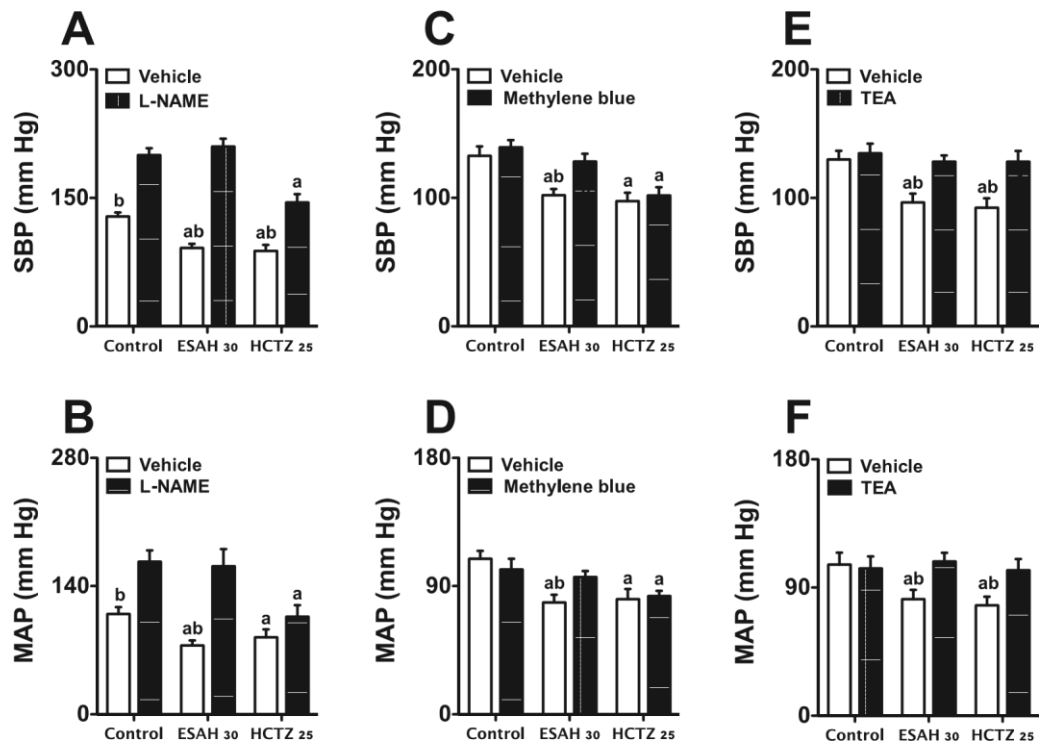 A
300
Vehicle
L-NAME
SBP (mm Hg)
150
0
b
ab
ab
a
Control
ESAH 30
HCTZ 25
C
200
Vehicle
Methylene blue
SBP (mm Hg)
100
0
ab
a
a
Control
ESAH 30
HCTZ 25
E
200
Vehicle
TEA
SBP (mm Hg)
100
0
ab
ab
Control
ESAH 30
HCTZ 25
B
280
Vehicle
L-NAME
MAP (mm Hg)
140
0
b
ab
a
a
Control
ESAH 30
HCTZ 25
D
180
Vehicle
Methylene blue
MAP (mm Hg)
90
0
ab
a
a
Control
ESAH 30
HCTZ 25
F
180
Vehicle
TEA
MAP (mm Hg)
90
0
ab
ab
Control
ESAH 30
HCTZ 25